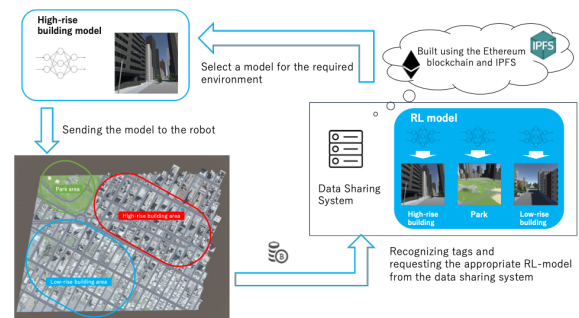 High-rise
building model
Select a model for the required
environment
Built using the Ethereum
blockchain and IPFS
IPFS
Sending the model to the robot
RL model
Data Sharing
System
High-rise
building
Park
Low-rise
building
Park area
High-rise building area
Low-rise building area
B
Recognizing tags and
requesting the appropriate RL-model
from the data sharing system